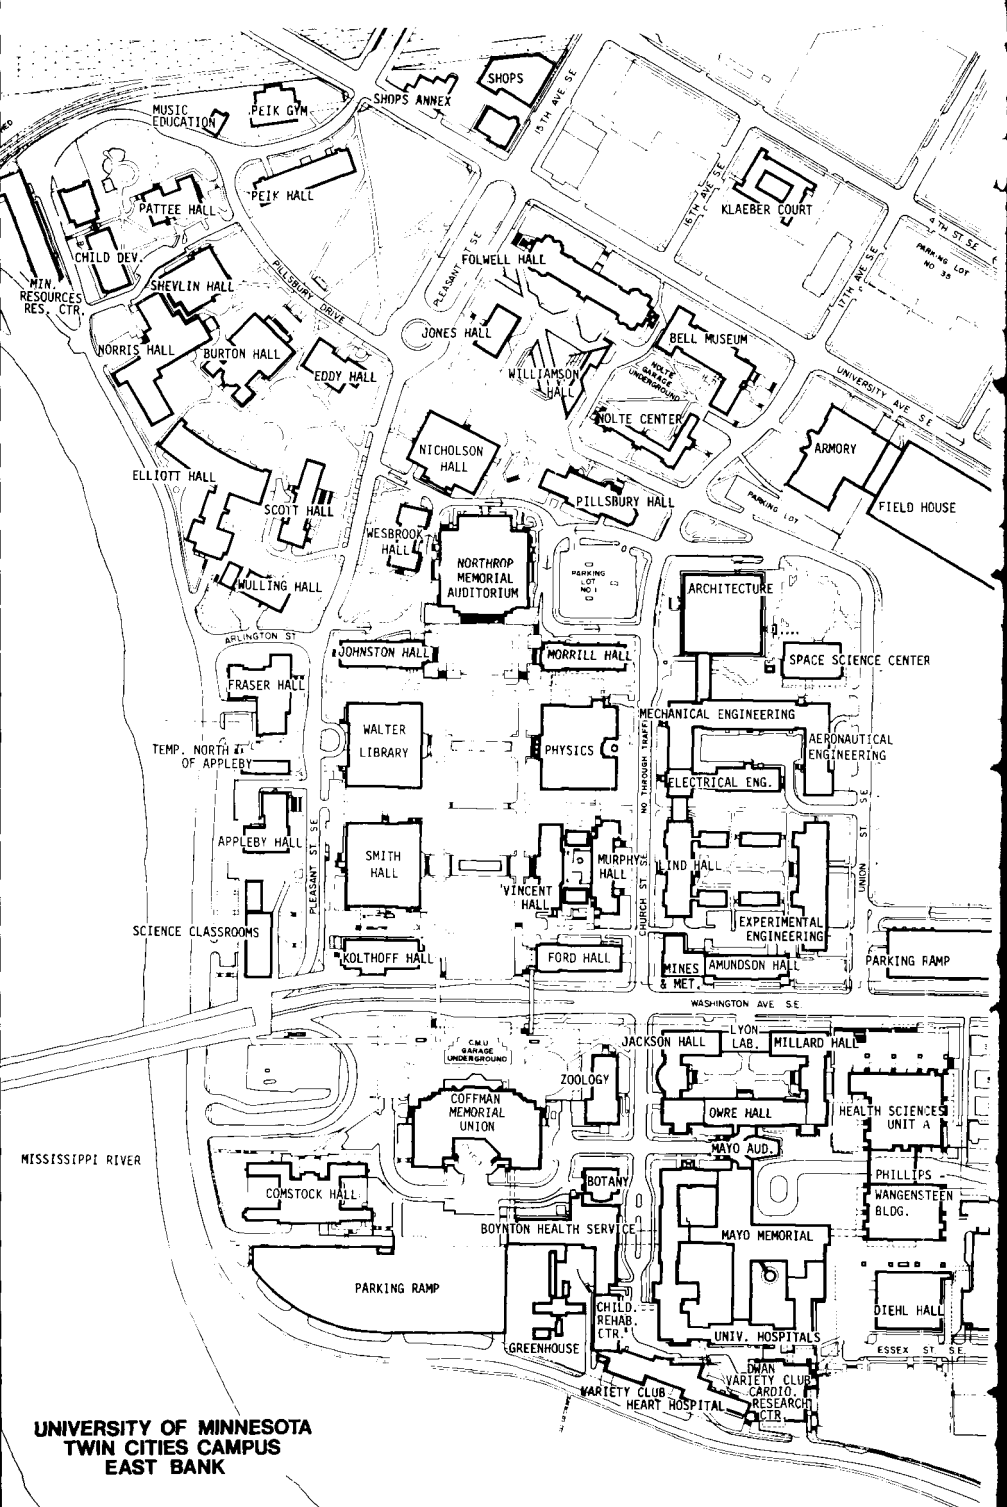 SHOPS
SHOPS ANNEX
15TH AVE SE
MUSIC
EDUCATION
PEIK GYM
PEIK HALL
PATTEE HALL
16TH AVE S.E
KLAEBER COURT
4 TH ST S.E
PARKING LOT
NO 38
17TH AVE S.E
CHILD DEV.
PLEASANT ST SE
FOLWELL HALL
MIN.
RESOURCES
RES. CTR.
SHEVLIN HALL
PILLSBURY DRIVE
NORRIS HALL
BURTON HALL
EDDY HALL
JONES HALL
BELL MUSEUM
WILLIAMSON
HALL
NOLTE
GARAGE
UNDERGROUND
UNIVERSITY AVE S.E
NOLTE CENTER
NICHOLSON
HALL
ARMORY
ELLIOTT HALL
SCOTT HALL
PILLSBURY HALL
PARKING LOT
FIELD HOUSE
WESBROOK
HALL
NORTHROP
MEMORIAL
AUDITORIUM
PARKING
LOT
NO 1
WULLING HALL
ARCHITECTURE
ARLINGTON ST
JOHNSTON HALL
MORRILL HALL
SPACE SCIENCE CENTER
FRASER HALL
WALTER
LIBRARY
PHYSICS
MECHANICAL ENGINEERING
AERONAUTICAL
ENGINEERING
TEMP. NORTH
OF APPLEBY
NO THROUGH TRAFFIC
ELECTRICAL ENG.
APPLEBY HALL
PLEASANT ST SE
SMITH
HALL
VINCENT
HALL
MURPHY
HALL
CHURCH ST SE
LIND HALL
UNION ST SE
EXPERIMENTAL
ENGINEERING
SCIENCE CLASSROOMS
KOLTHOFF HALL
FORD HALL
MINES
& MET.
AMUNDSON HALL
PARKING RAMP
WASHINGTON AVE S.E.
C.M.U
GARAGE
UNDERGROUND
JACKSON HALL
LYON
LAB.
MILLARD HALL
ZOOLOGY
COFFMAN
MEMORIAL
UNION
OWRE HALL
HEALTH SCIENCES
UNIT A
MAYO AUD.
MISSISSIPPI RIVER
COMSTOCK HALL
BOTANY
PHILLIPS
WANGENSTEEN
BLDG.
BOYNTON HEALTH SERVICE
MAYO MEMORIAL
PARKING RAMP
CHILD.
REHAB.
CTR.
DIEHL HALL
UNIV. HOSPITALS
GREENHOUSE
ESSEX ST S.E.
VARIETY CLUB
HEART HOSPITAL
DWAN
VARIETY CLUB
CARDIO.
RESEARCH
CTR.
UNIVERSITY OF MINNESOTA
TWIN CITIES CAMPUS
EAST BANK